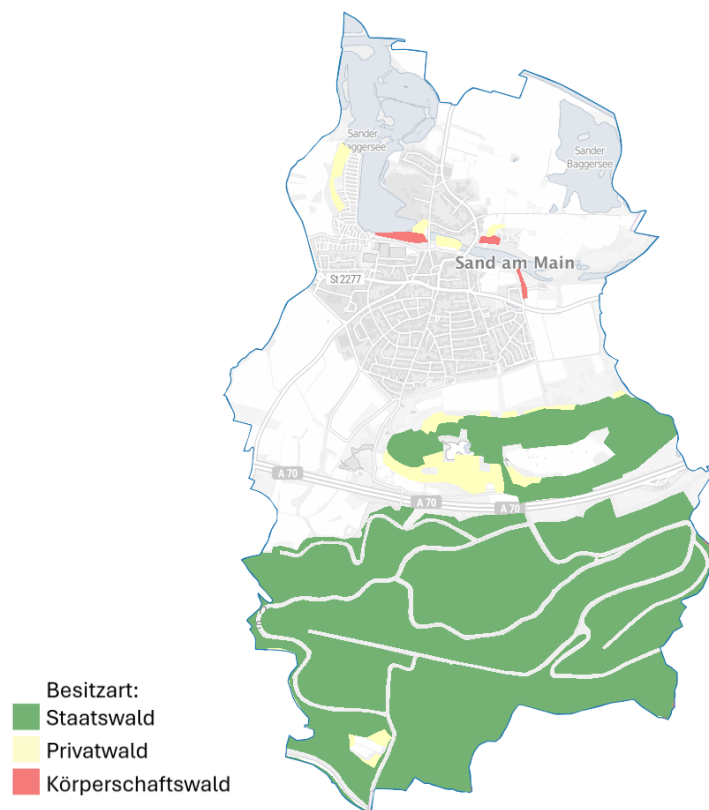 Sander
Baggersee
Sander
Baggersee
Sand am Main
St 2277
A 70
A 70
A 70
Besitzart:
Staatswald
Privatwald
Körperschaftswald